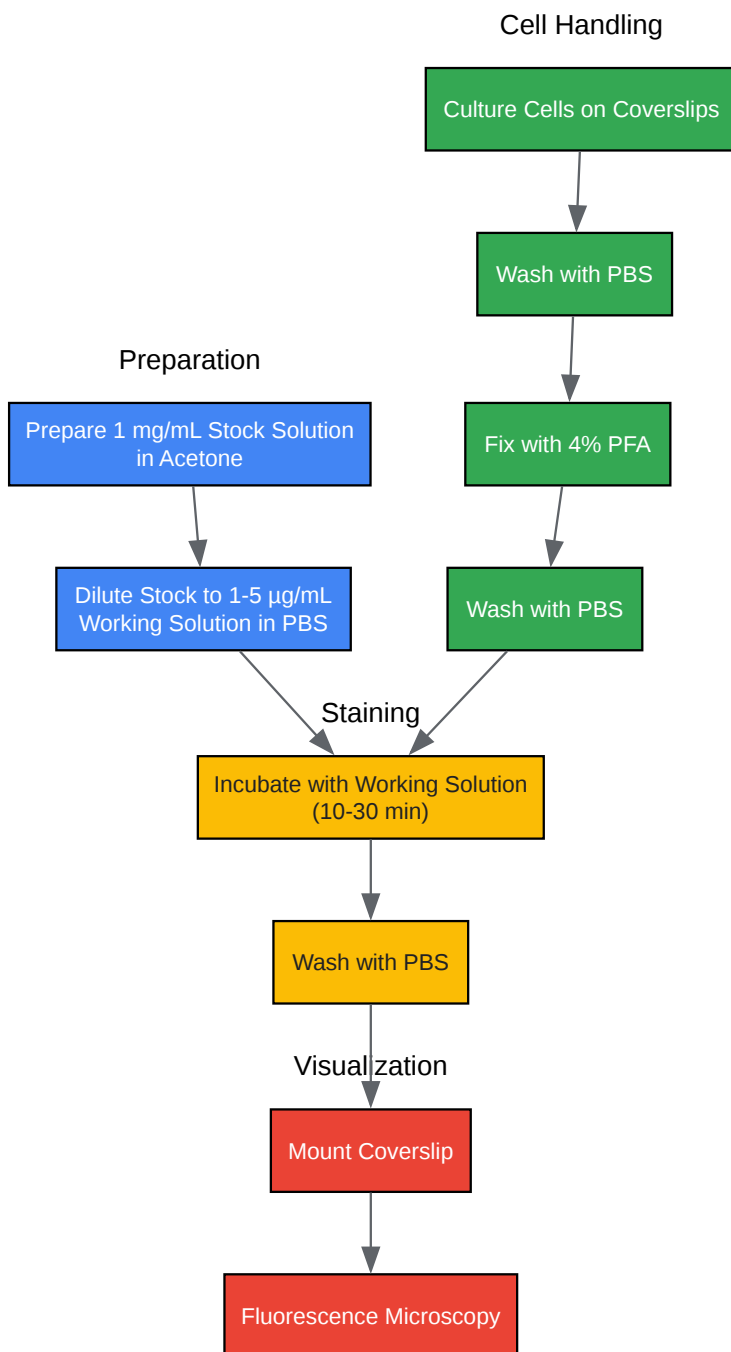 Cell Handling
Culture Cells on Coverslips
Wash with PBS
Preparation
Prepare 1 mg/mL Stock Solution
in Acetone
Fix with 4% PFA
Dilute Stock to 1-5 µg/mL
Working Solution in PBS
Wash with PBS
Staining
Incubate with Working Solution
(10-30 min)
Wash with PBS
Visualization
Mount Coverslip
Fluorescence Microscopy